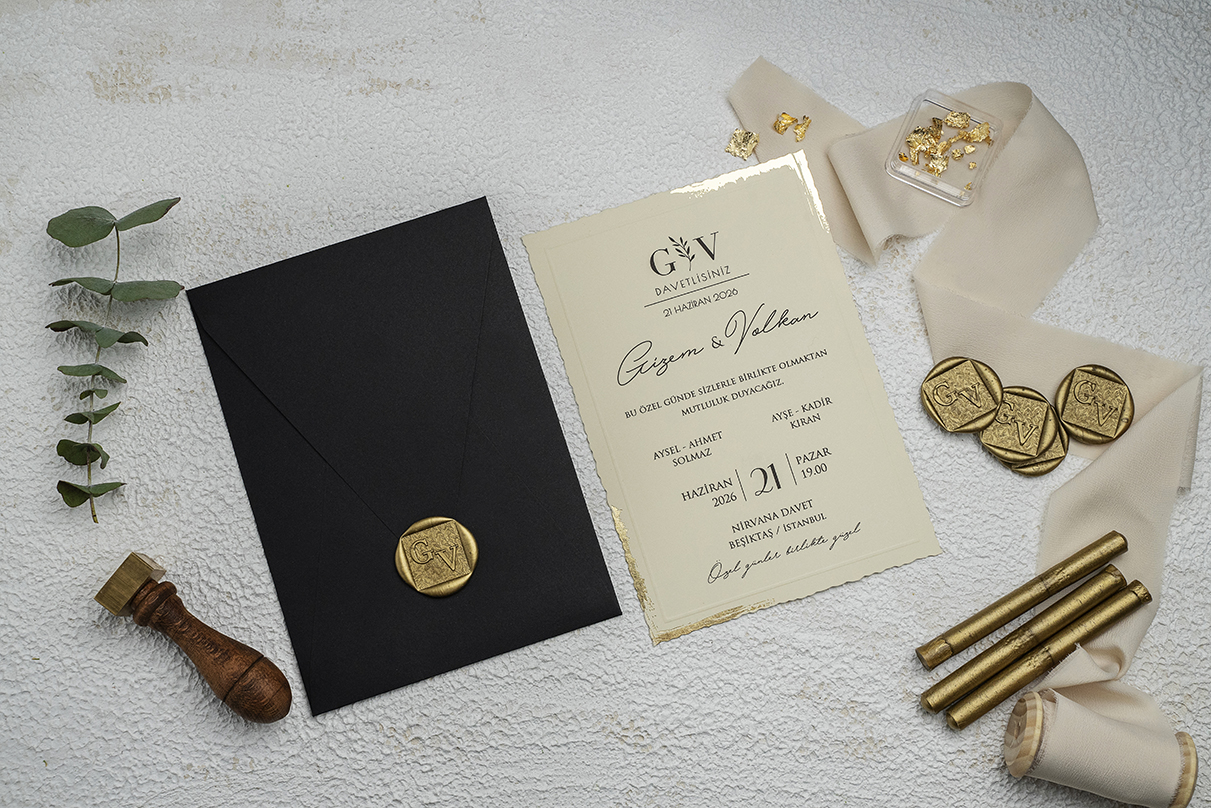 G V
DAVETLİSİNİZ
21 HAZİRAN 2026
Gizem & Volkan
BU ÖZEL GÜNDE SİZLERLE BİRLİKTE OLMAKTAN
MUTLULUK DUYACAĞIZ.
AYSEL - AHMET
SOLMAZ
AYŞE - KADİR
KIRAN
HAZİRAN
2026
21
PAZAR
19.00
NİRVANA DAVET
BEŞİKTAŞ / İSTANBUL
Özel günler birlikte güzel
GV
GV
GV
GV